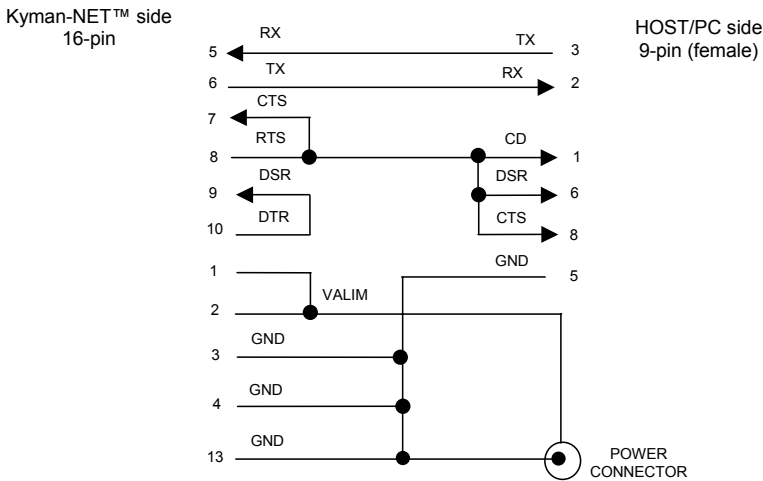 Kyman-NET™ side
16-pin
HOST/PC side
9-pin (female)
5 RX TX 3
6 TX RX 2
7 CTS
8 RTS CD 1
9 DSR DSR 6
10 DTR CTS 8
1 GND 5
2 VALIM
3 GND
4 GND
13 GND
POWER
CONNECTOR